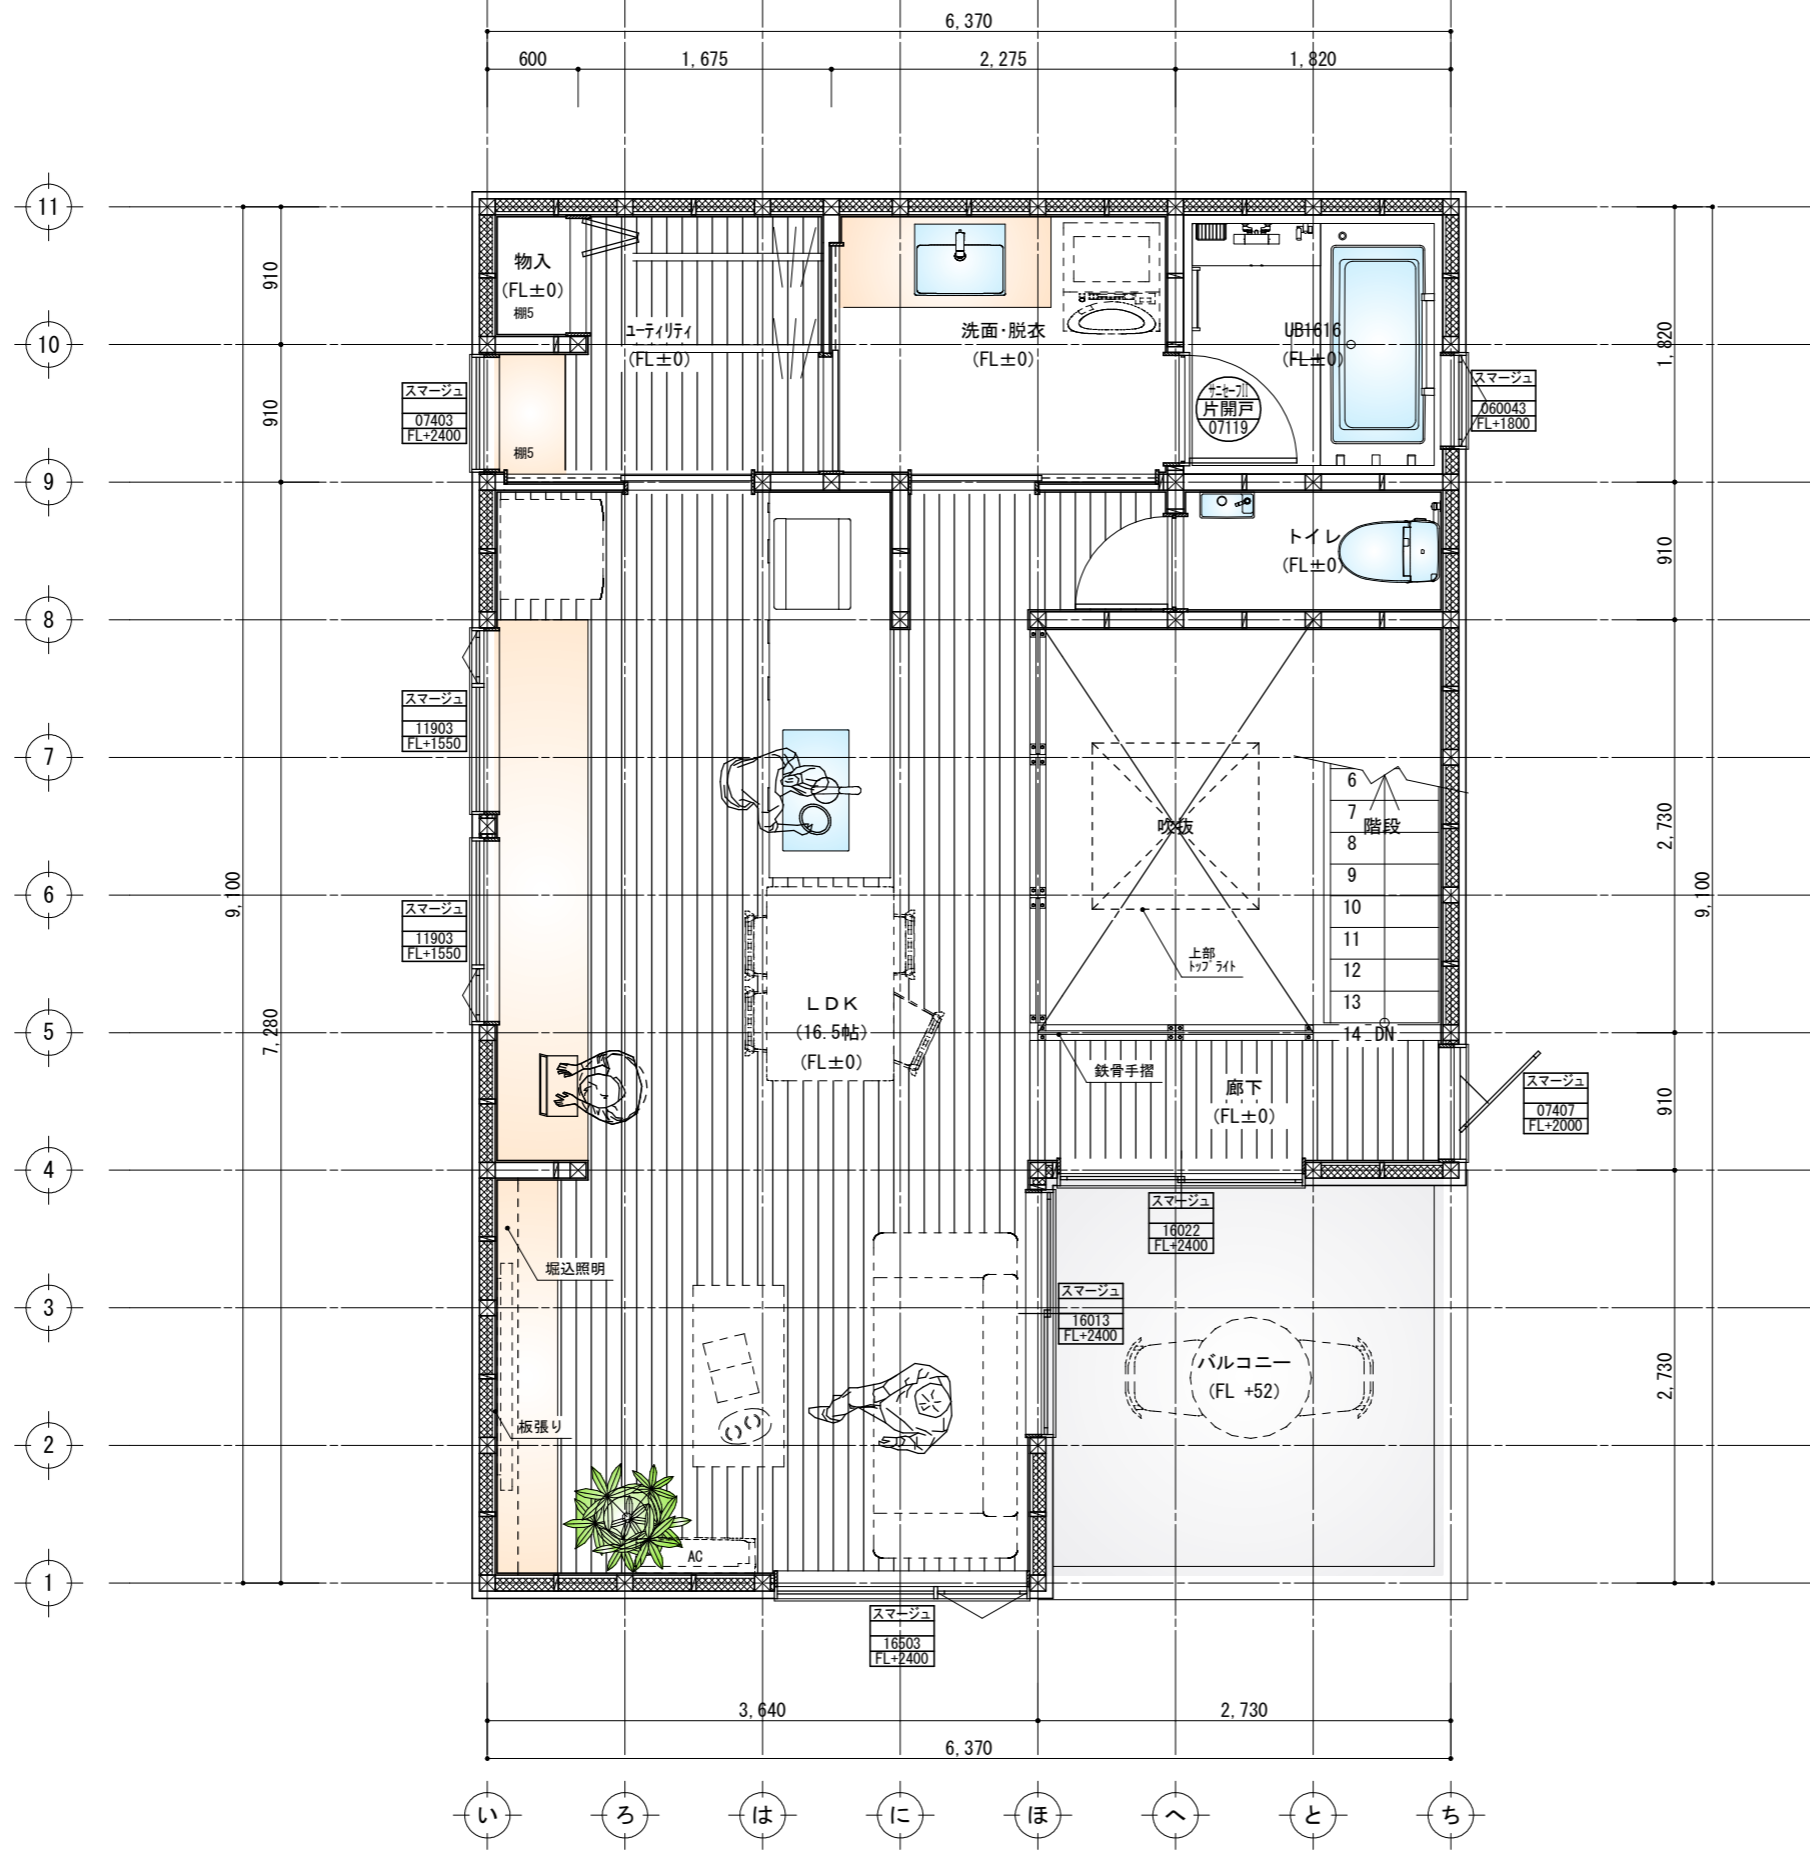 6,370
600
1,675
2,275
1,820
11
10
9
8
7
6
5
4
3
2
1
910
910
9,100
7,280
1,820
910
2,730
910
2,730
9,100
物入
(FL±0)
棚5
棚5
ユーティリティ
(FL±0)
洗面・脱衣
(FL±0)
UB1616
(FL±0)
片開戸
07119
スマージュ
07403
FL+2400
スマージュ
060043
FL+1800
トイレ
(FL±0)
スマージュ
11903
FL+1550
スマージュ
11903
FL+1550
吹抜
階段
6
7
8
9
10
11
12
13
14
DN
上部
トップライト
LDK
(16.5帖)
(FL±0)
鉄骨手摺
廊下
(FL±0)
スマージュ
07407
FL+2000
スマージュ
16022
FL+2400
堀込照明
スマージュ
16013
FL+2400
バルコニー
(FL +52)
板張り
AC
スマージュ
16503
FL+2400
3,640
2,730
6,370
い
ろ
は
に
ほ
へ
と
ち